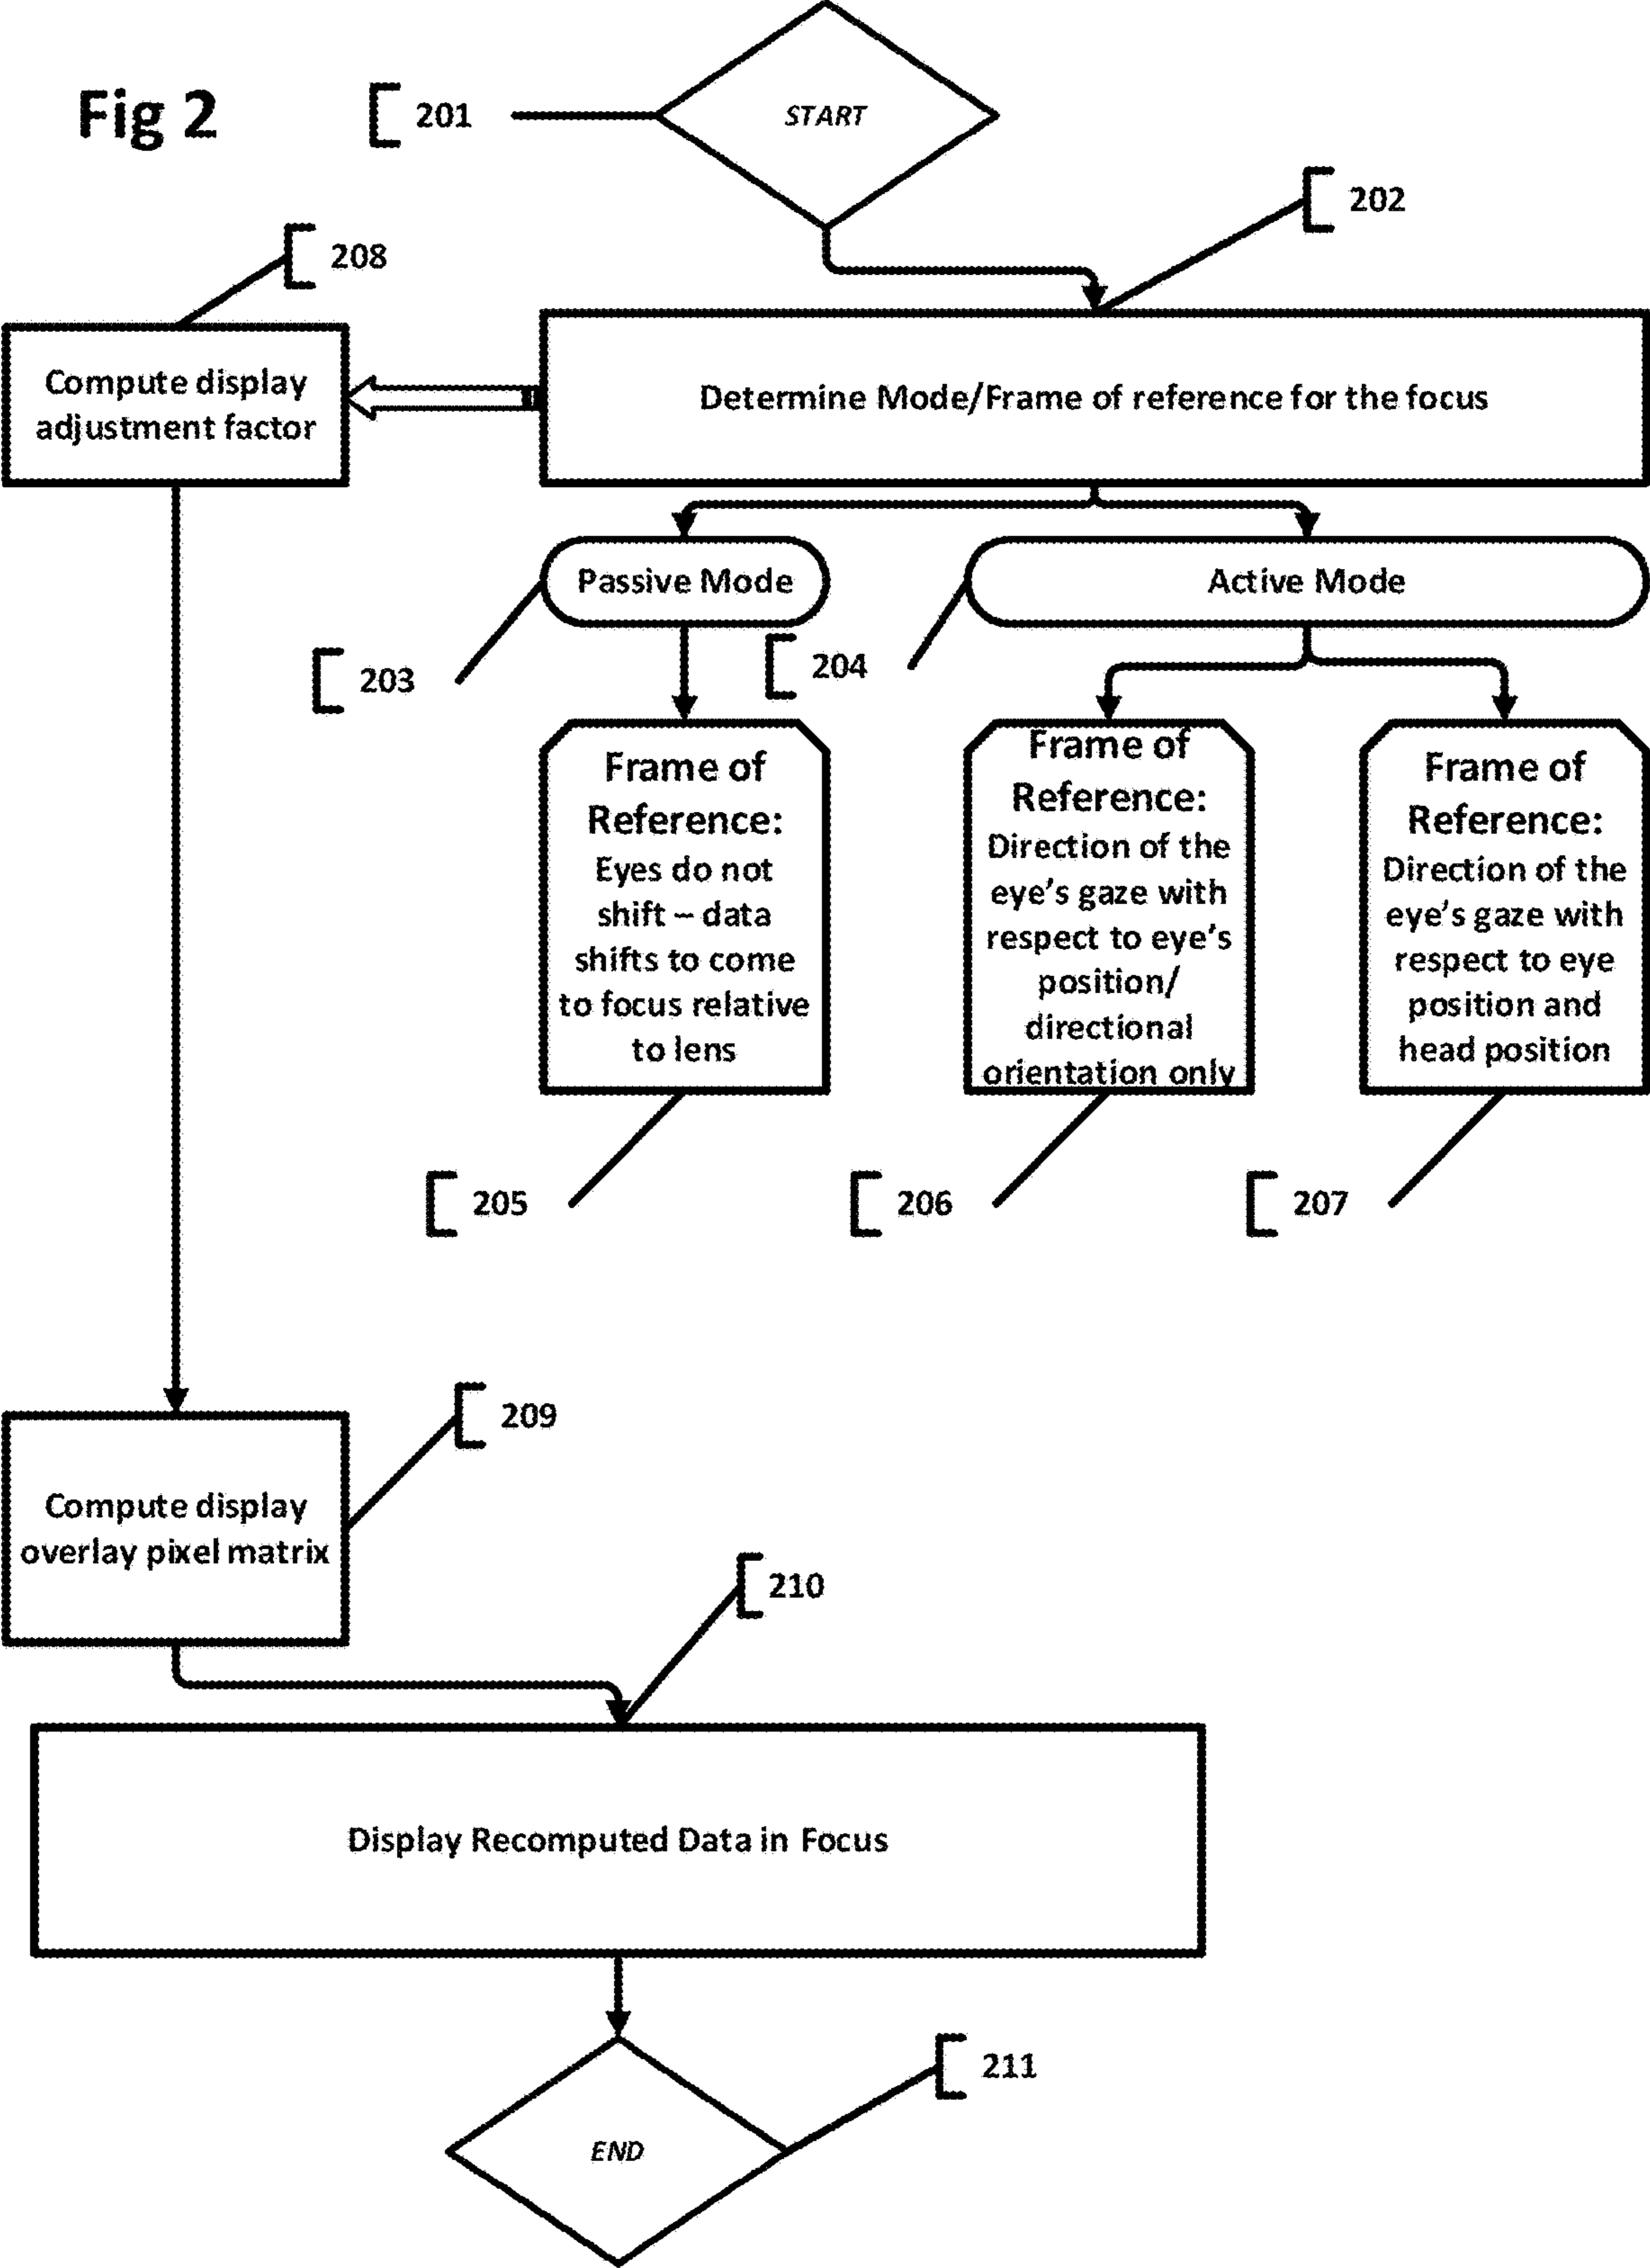 Fig 2
201
START
202
208
Compute display
adjustment factor
Determine Mode/Frame of reference for the focus
Passive Mode
Active Mode
203
204
Frame of
Reference:
Eyes do not
shift – data
shifts to come
to focus relative
to lens
Frame of
Reference:
Direction of the
eye's gaze with
respect to eye's
position/
directional
orientation only
Frame of
Reference:
Direction of the
eye's gaze with
respect to eye
position and
head position
205
206
207
209
Compute display
overlay pixel matrix
210
Display Recomputed Data in Focus
211
END